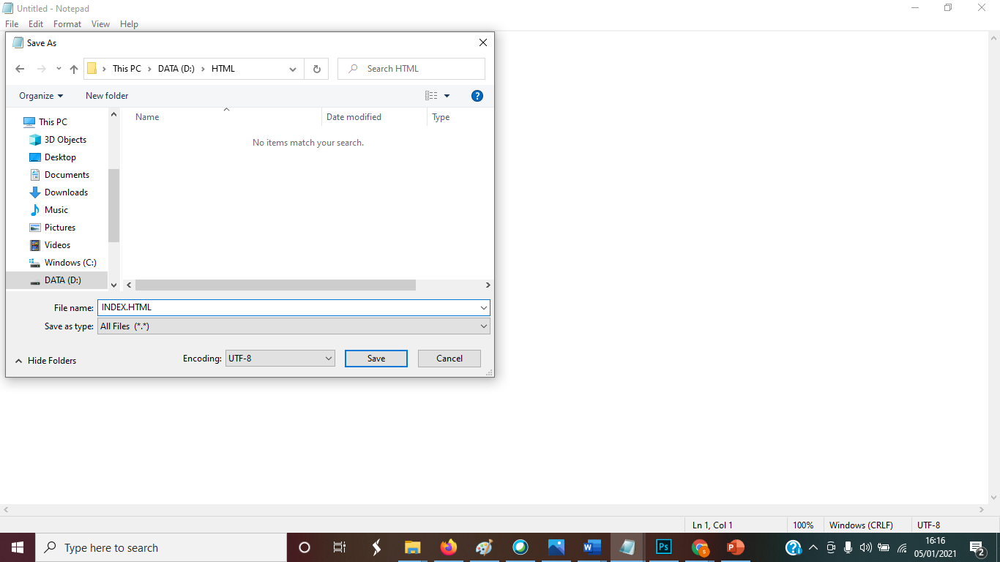 Untitled - Notepad
File Edit Format View Help
Save As
This PC > DATA (D:) > HTML
Search HTML
Organize New folder
?
Name Date modified Type
No items match your search.
This PC
3D Objects
Desktop
Documents
Downloads
Music
Pictures
Videos
Windows (C:)
DATA (D:)
File name: INDEX.HTML
Save as type: All Files (*.*)
Hide Folders
Encoding: UTF-8 Save Cancel
Ln 1, Col 1 100% Windows (CRLF) UTF-8
Type here to search
W
Ps
S
P
?
16:16
05/01/2021
2